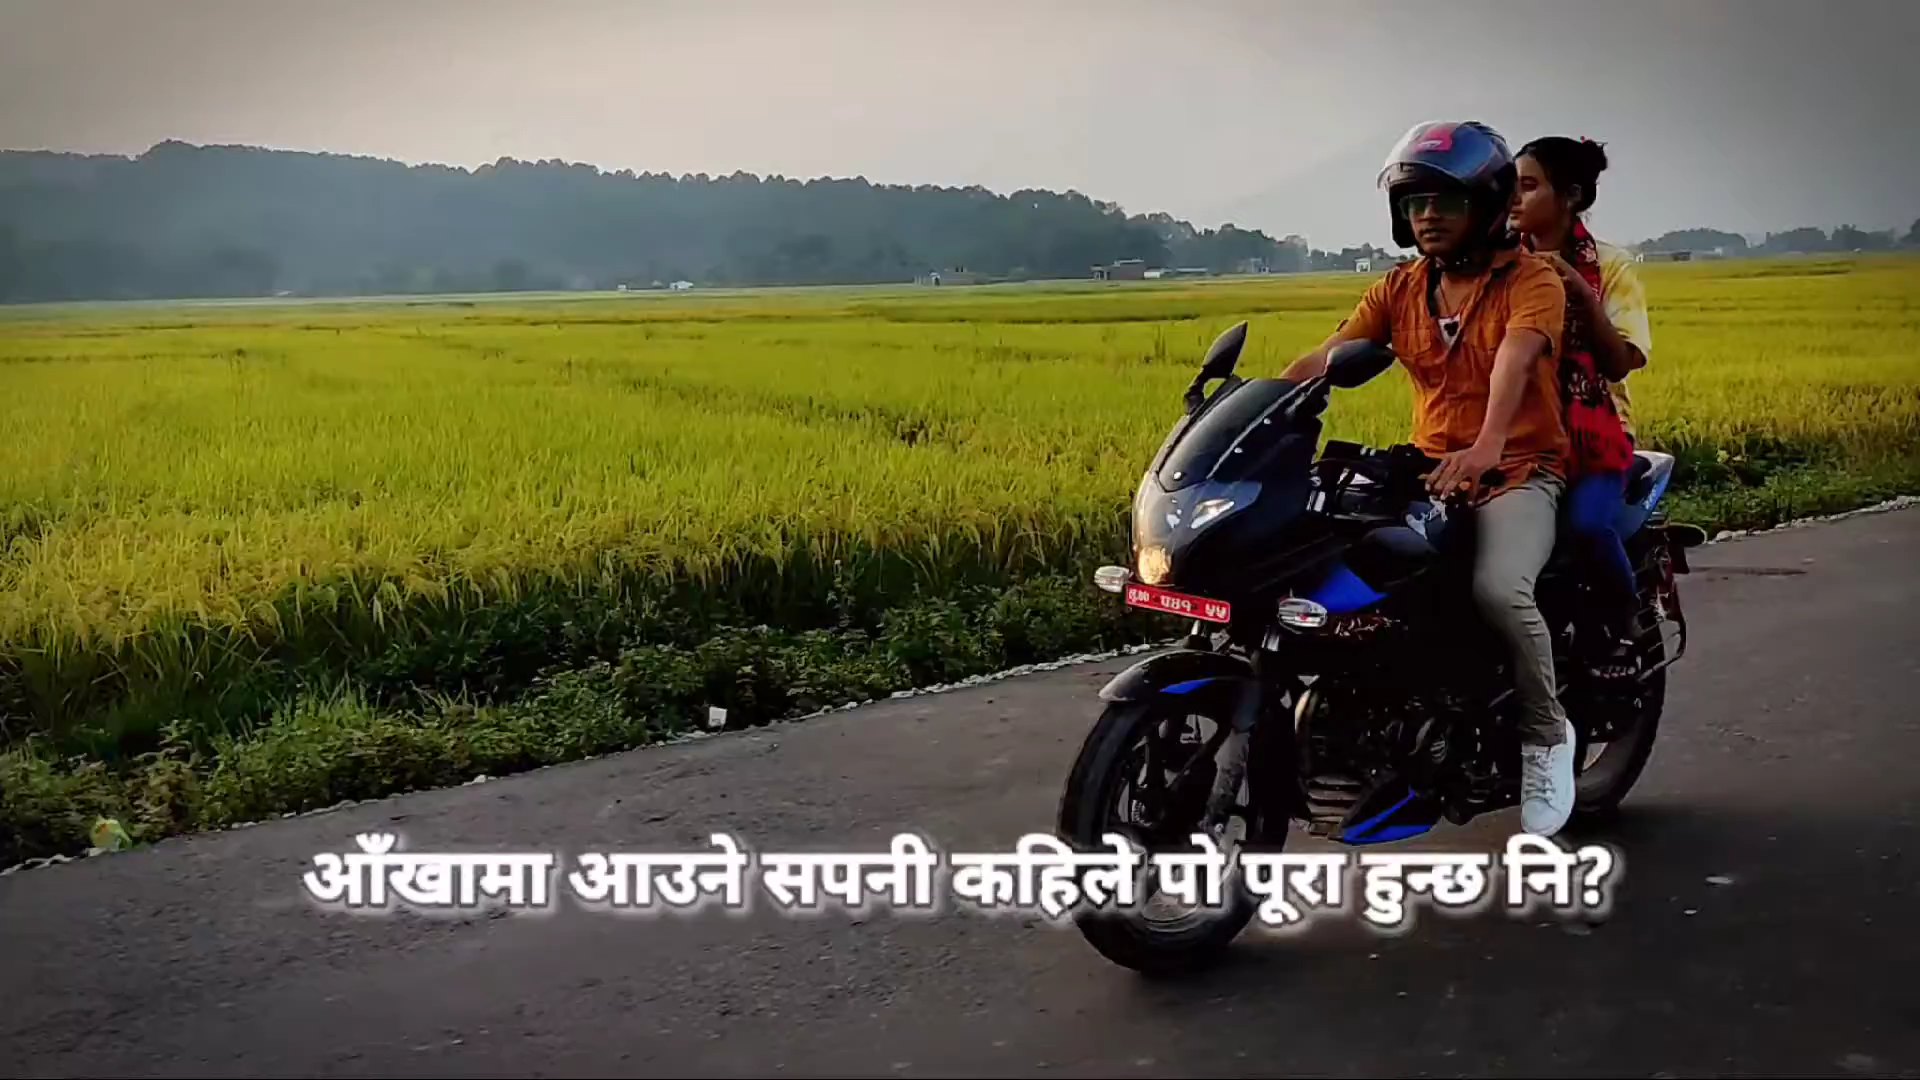 आँखामा आउने सपनी कहिले पो पूरा हुन्छ नि?